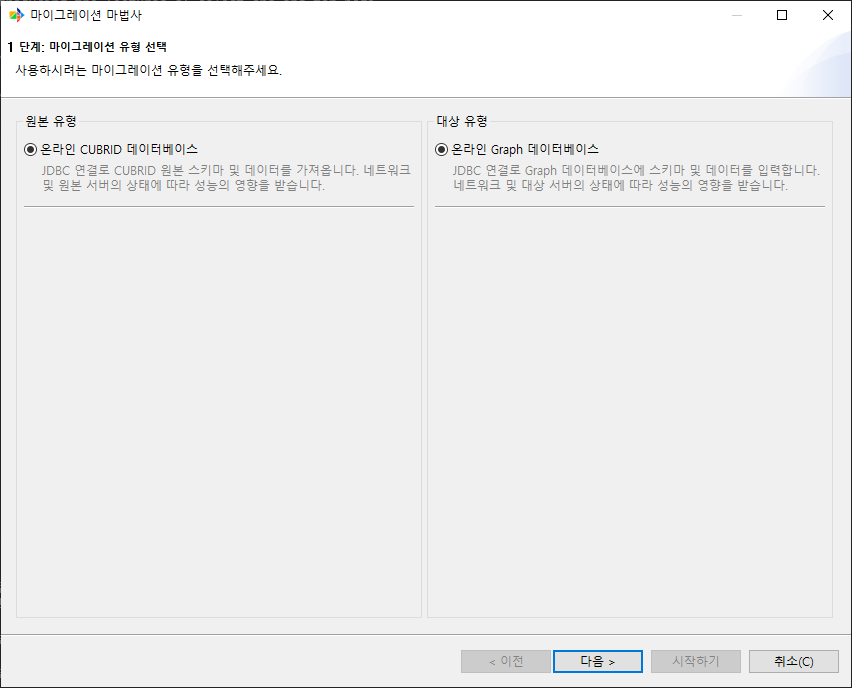 마이그레이션 마법사
1 단계: 마이그레이션 유형 선택
사용하시려는 마이그레이션 유형을 선택해주세요.
원본 유형
온라인 CUBRID 데이터베이스
JDBC 연결로 CUBRID 원본 스키마 및 데이터를 가져옵니다. 네트워크
및 원본 서버의 상태에 따라 성능의 영향을 받습니다.
대상 유형
온라인 Graph 데이터베이스
JDBC 연결로 Graph 데이터베이스에 스키마 및 데이터를 입력합니다.
네트워크 및 대상 서버의 상태에 따라 성능의 영향을 받습니다.
< 이전
다음 >
시작하기
취소(C)